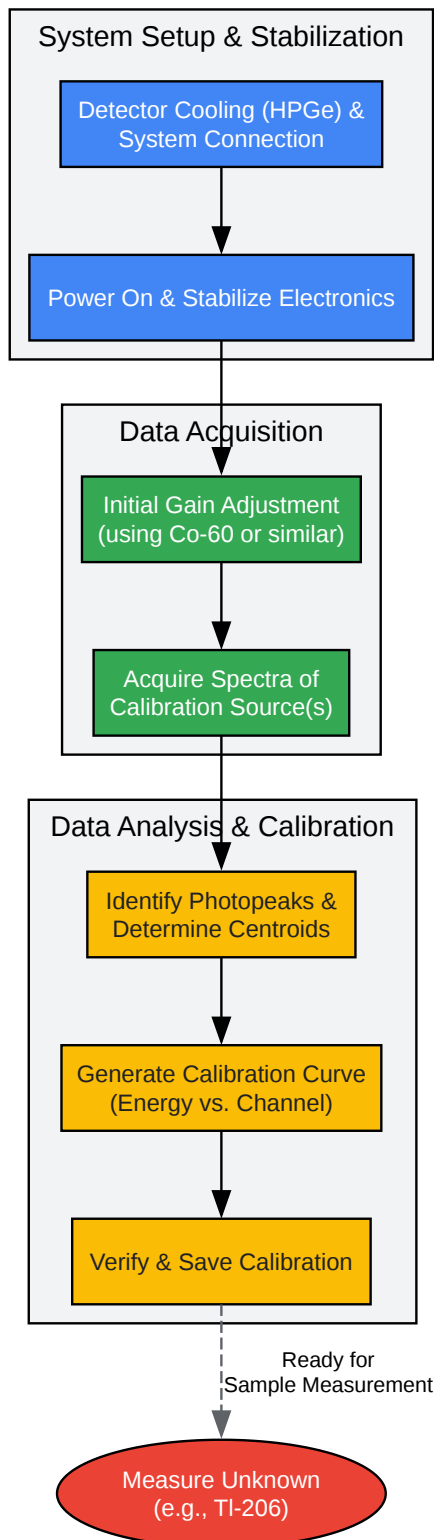 System Setup & Stabilization
Detector Cooling (HPGe) &
System Connection
Power On & Stabilize Electronics
Data Acquisition
Initial Gain Adjustment
(using Co-60 or similar)
Acquire Spectra of
Calibration Source(s)
Data Analysis & Calibration
Identify Photopeaks &
Determine Centroids
Generate Calibration Curve
(Energy vs. Channel)
Verify & Save Calibration
Ready for
Sample Measurement
Measure Unknown
(e.g., Tl-206)